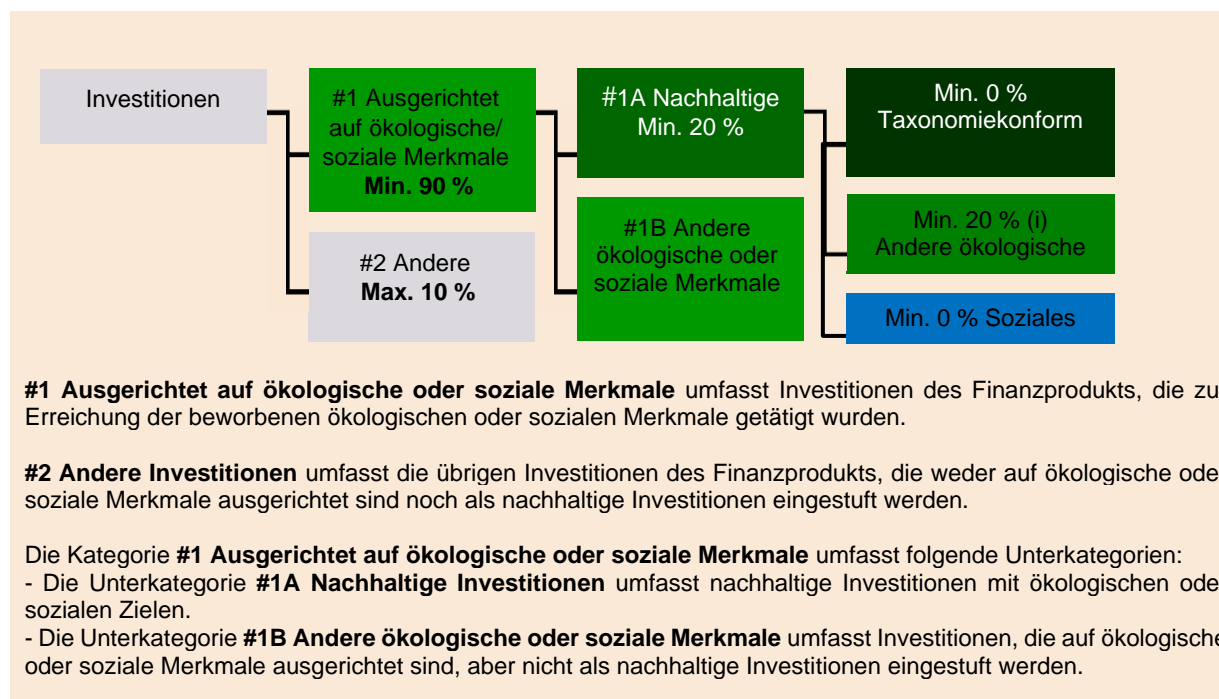 Investitionen
#1 Ausgerichtet
auf ökologische/
soziale Merkmale
Min. 90 %
#2 Andere
Max. 10 %
#1A Nachhaltige
Min. 20 %
#1B Andere
ökologische oder
soziale Merkmale
Min. 0 %
Taxonomiekonform
Min. 20 % (i)
Andere ökologische
Min. 0 % Soziales
#1 Ausgerichtet auf ökologische oder soziale Merkmale umfasst Investitionen des Finanzprodukts, die zu
Erreichung der beworbenen ökologischen oder sozialen Merkmale getätigt wurden.
#2 Andere Investitionen umfasst die übrigen Investitionen des Finanzprodukts, die weder auf ökologische ode
soziale Merkmale ausgerichtet sind noch als nachhaltige Investitionen eingestuft werden.
Die Kategorie #1 Ausgerichtet auf ökologische oder soziale Merkmale umfasst folgende Unterkategorien:
- Die Unterkategorie #1A Nachhaltige Investitionen umfasst nachhaltige Investitionen mit ökologischen ode
sozialen Zielen.
- Die Unterkategorie #1B Andere ökologische oder soziale Merkmale umfasst Investitionen, die auf ökologische
oder soziale Merkmale ausgerichtet sind, aber nicht als nachhaltige Investitionen eingestuft werden.